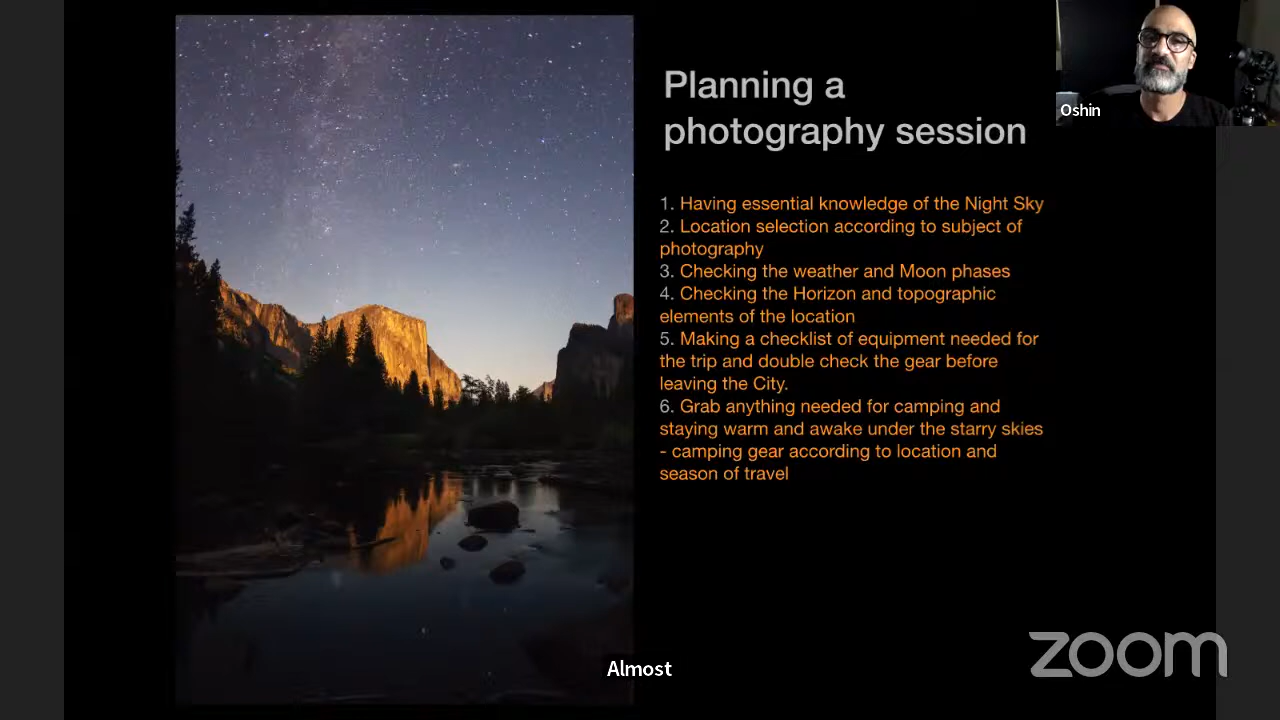 Planning a
photography session
Oshin
1. Having essential knowledge of the Night Sky
2. Location selection according to subject of
photography
3. Checking the weather and Moon phases
4. Checking the Horizon and topographic
elements of the location
5. Making a checklist of equipment needed for
the trip and double check the gear before
leaving the City.
6. Grab anything needed for camping and
staying warm and awake under the starry skies
- camping gear according to location and
season of travel
Almost
zoom